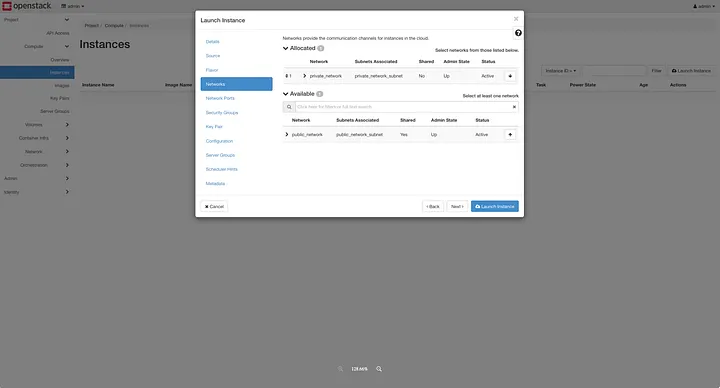 openstack admin admin
Project
API Access
Compute
Overview
Instances
Images
Key Pairs
Server Groups
Volumes
Container Infra
Network
Orchestration
Admin
Identity
Project / Compute / Instances
Instances
Instance ID = Filter Launch Instance
Instance Name Image Name Task Power State Age Actions
Launch Instance ×
Details
Source
Flavor
Networks
Network Ports
Security Groups
Key Pair
Configuration
Server Groups
Scheduler Hints
Metadata
Networks provide the communication channels for instances in the cloud.
Allocated 1 Select networks from those listed below.
Network Subnets Associated Shared Admin State Status
1 private_network private_network_subnet No Up Active
Available 1 Select at least one network
Click here for filters or full text search.
Network Subnets Associated Shared Admin State Status
public_network public_network_subnet Yes Up Active
Cancel < Back Next > Launch Instance